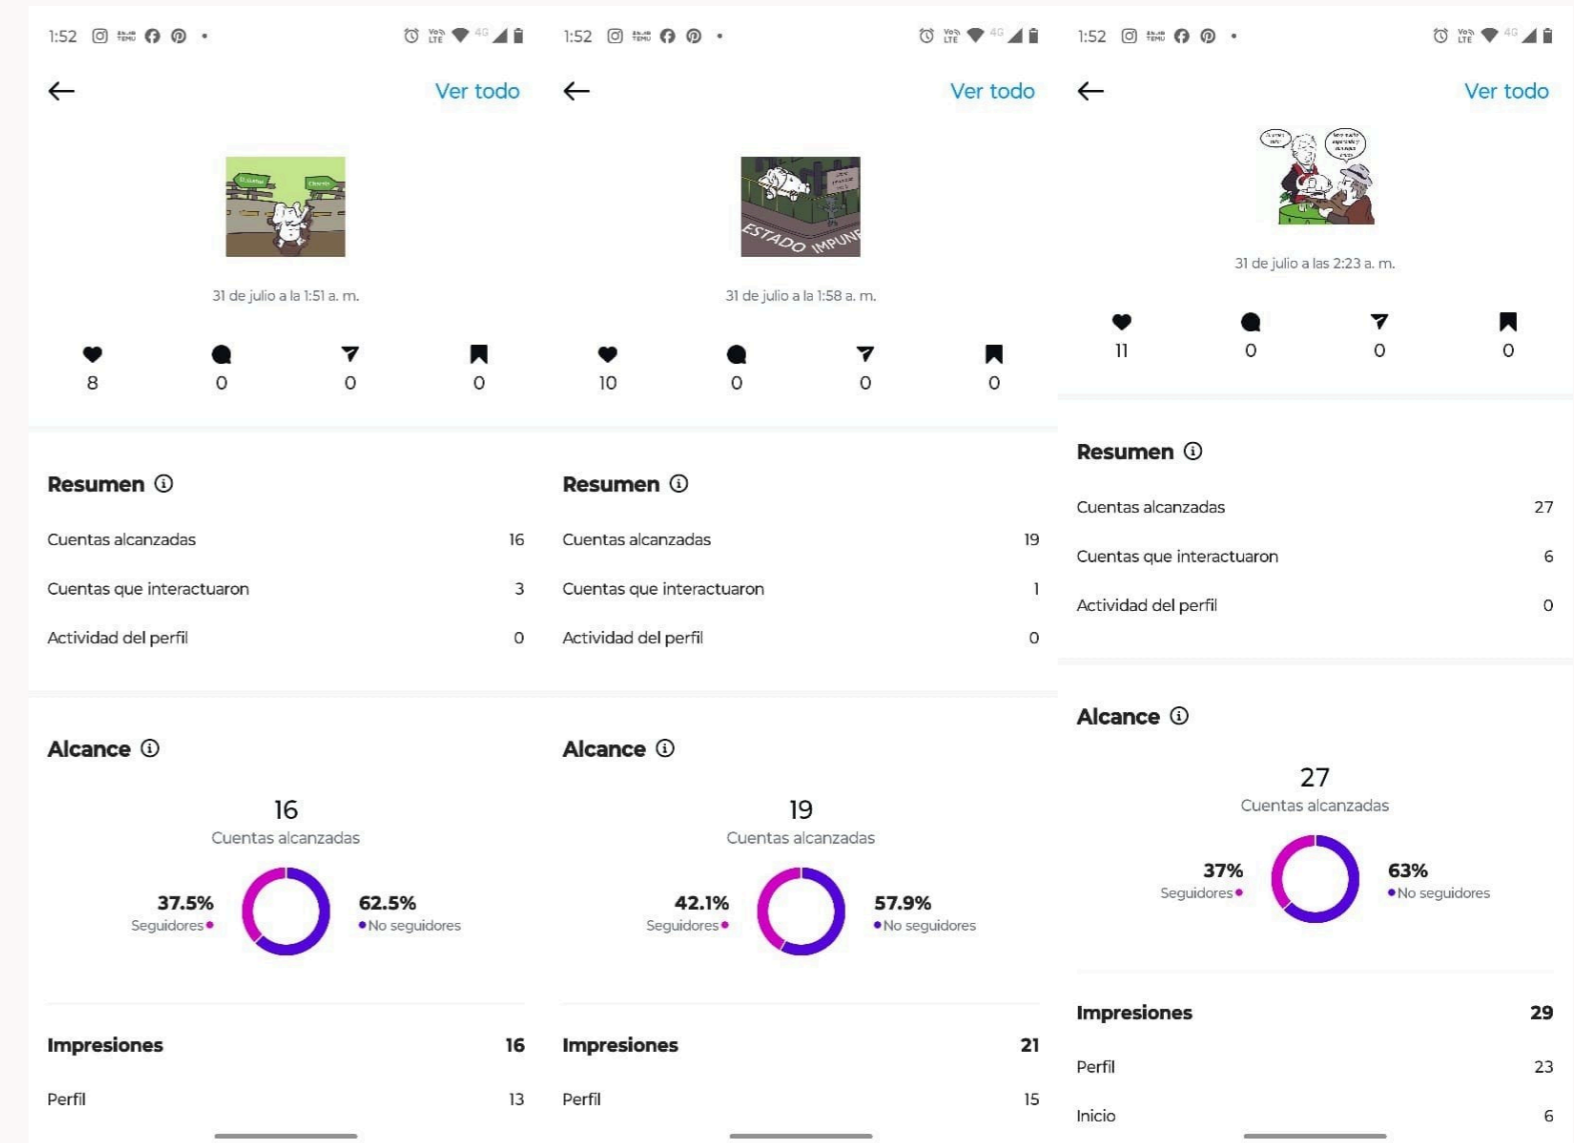 1:52
4G
Ver todo
31 de julio a la 1:51 a. m.
8
0
0
0
Resumen
Cuentas alcanzadas 16
Cuentas que interactuaron 3
Actividad del perfil 0
Alcance
16
Cuentas alcanzadas
37.5%
Seguidores
62.5%
No seguidores
Impresiones 16
Perfil 13
1:52
4G
Ver todo
ESTADO IMPUNE
31 de julio a la 1:58 a. m.
10
0
0
0
Resumen
Cuentas alcanzadas 19
Cuentas que interactuaron 1
Actividad del perfil 0
Alcance
19
Cuentas alcanzadas
42.1%
Seguidores
57.9%
No seguidores
Impresiones 21
Perfil 15
1:52
4G
Ver todo
31 de julio a las 2:23 a. m.
11
0
0
0
Resumen
Cuentas alcanzadas 27
Cuentas que interactuaron 6
Actividad del perfil 0
Alcance
27
Cuentas alcanzadas
37%
Seguidores
63%
No seguidores
Impresiones 29
Perfil 23
Inicio 6